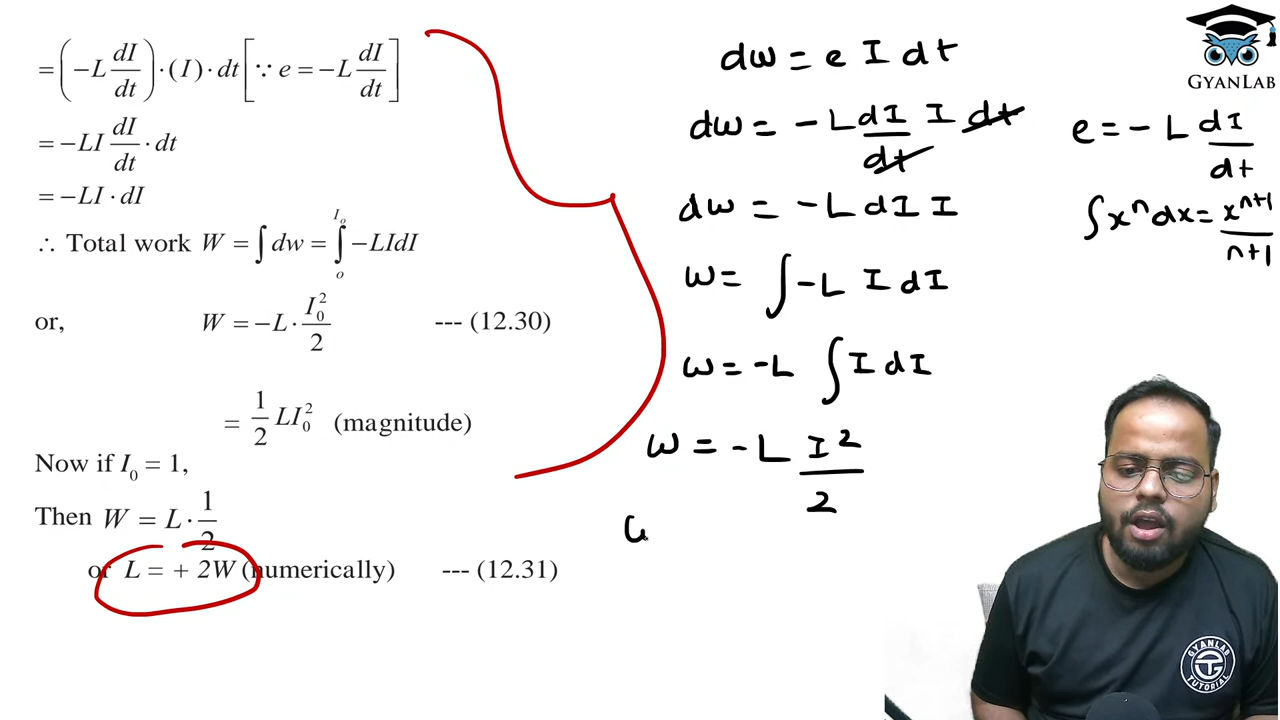 = (−L dI/dt) · (I) · dt [∵ e = −L dI/dt]
= −LI dI/dt · dt
= −LI · dI
∴ Total work W = ∫ dw = ∫₀^{I₀} −LIdI
or, W = −L · I₀²/2 --- (12.30)
= 1/2 LI₀² (magnitude)
Now if I₀ = 1,
Then W = L · 1/2
or L = + 2W (numerically) --- (12.31)
dw = e I dt
dw = −L dI/dt I dt
dw = −L dI I
w = ∫ −L I dI
w = −L ∫ I dI
w = −L I²/2
e = − L dI/dt
∫xⁿdx = xⁿ⁺¹/n+1
GYANLAB
GYANLAB
TUTORIAL